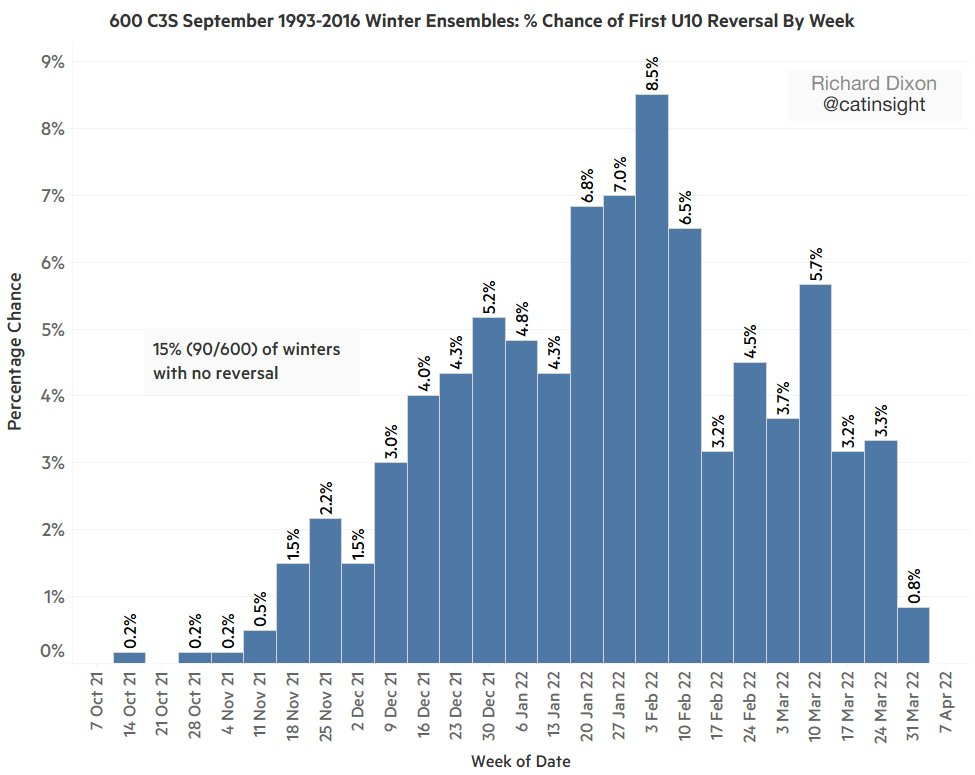 600 C3S September 1993-2016 Winter Ensembles: % Chance of First U10 Reversal By Week
Richard Dixon
@catinsight
15% (90/600) of winters
with no reversal
Percentage Chance
9%
8%
7%
6%
5%
4%
3%
2%
1%
0%
0.2%
0.2%
0.2%
0.5%
1.5%
2.2%
1.5%
3.0%
4.0%
4.3%
5.2%
4.8%
4.3%
6.8%
7.0%
8.5%
6.5%
3.2%
4.5%
3.7%
5.7%
3.2%
3.3%
0.8%
7 Oct 21
14 Oct 21
21 Oct 21
28 Oct 21
4 Nov 21
11 Nov 21
18 Nov 21
25 Nov 21
2 Dec 21
9 Dec 21
16 Dec 21
23 Dec 21
30 Dec 21
6 Jan 22
13 Jan 22
20 Jan 22
27 Jan 22
3 Feb 22
10 Feb 22
17 Feb 22
24 Feb 22
3 Mar 22
10 Mar 22
17 Mar 22
24 Mar 22
31 Mar 22
7 Apr 22
Week of Date